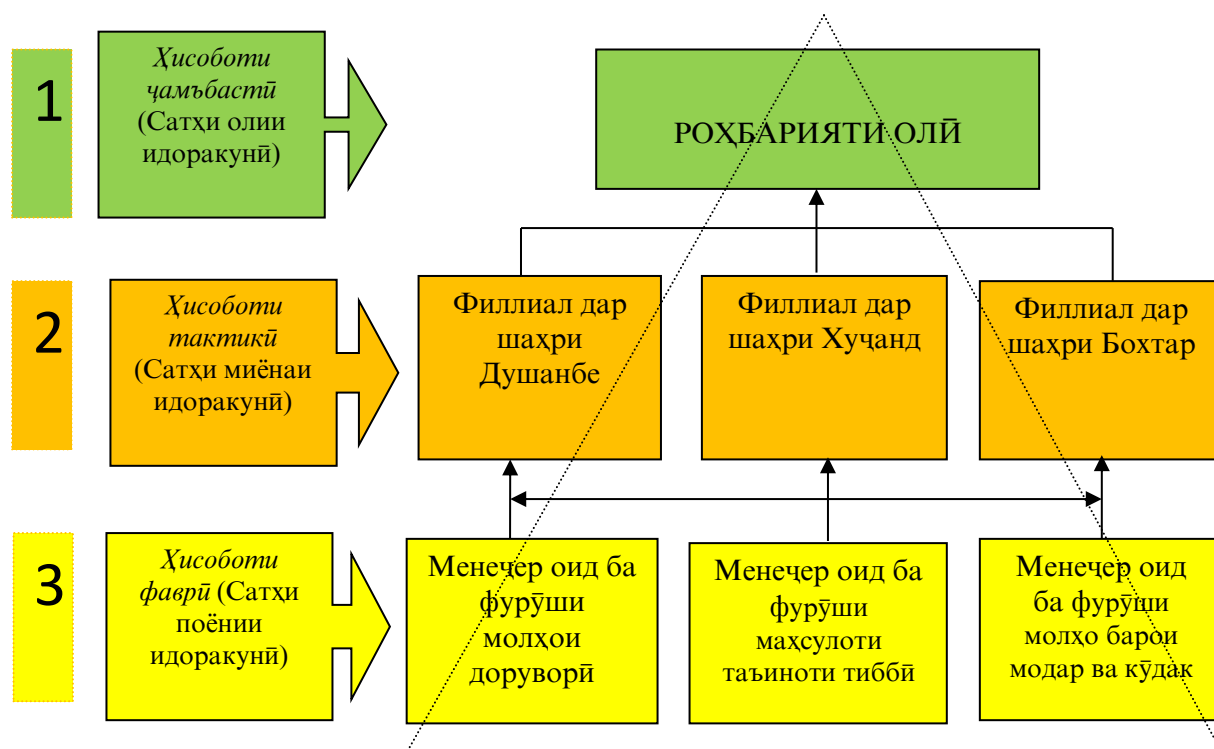 1
Ҳисоботи
ҷамъбастӣ
(Сатҳи олии
идоракунӣ)
РОҲБАРИЯТИ ОЛӢ
2
Ҳисоботи
тактикӣ
(Сатҳи миёнаи
идоракунӣ)
Филлиал дар
шаҳри
Душанбе
Филлиал дар
шаҳри Хуҷанд
Филлиал дар
шаҳри Бохтар
3
Ҳисоботи
фаврӣ (Сатҳи
поёнии
идоракунӣ)
Менеҷер оид ба
фурӯши
молҳои
доруворӣ
Менеҷер оид ба
фурӯши
маҳсулоти
таъиноти тиббӣ
Менеҷер оид
ба фурӯши
молҳо барои
модар ва кӯдак